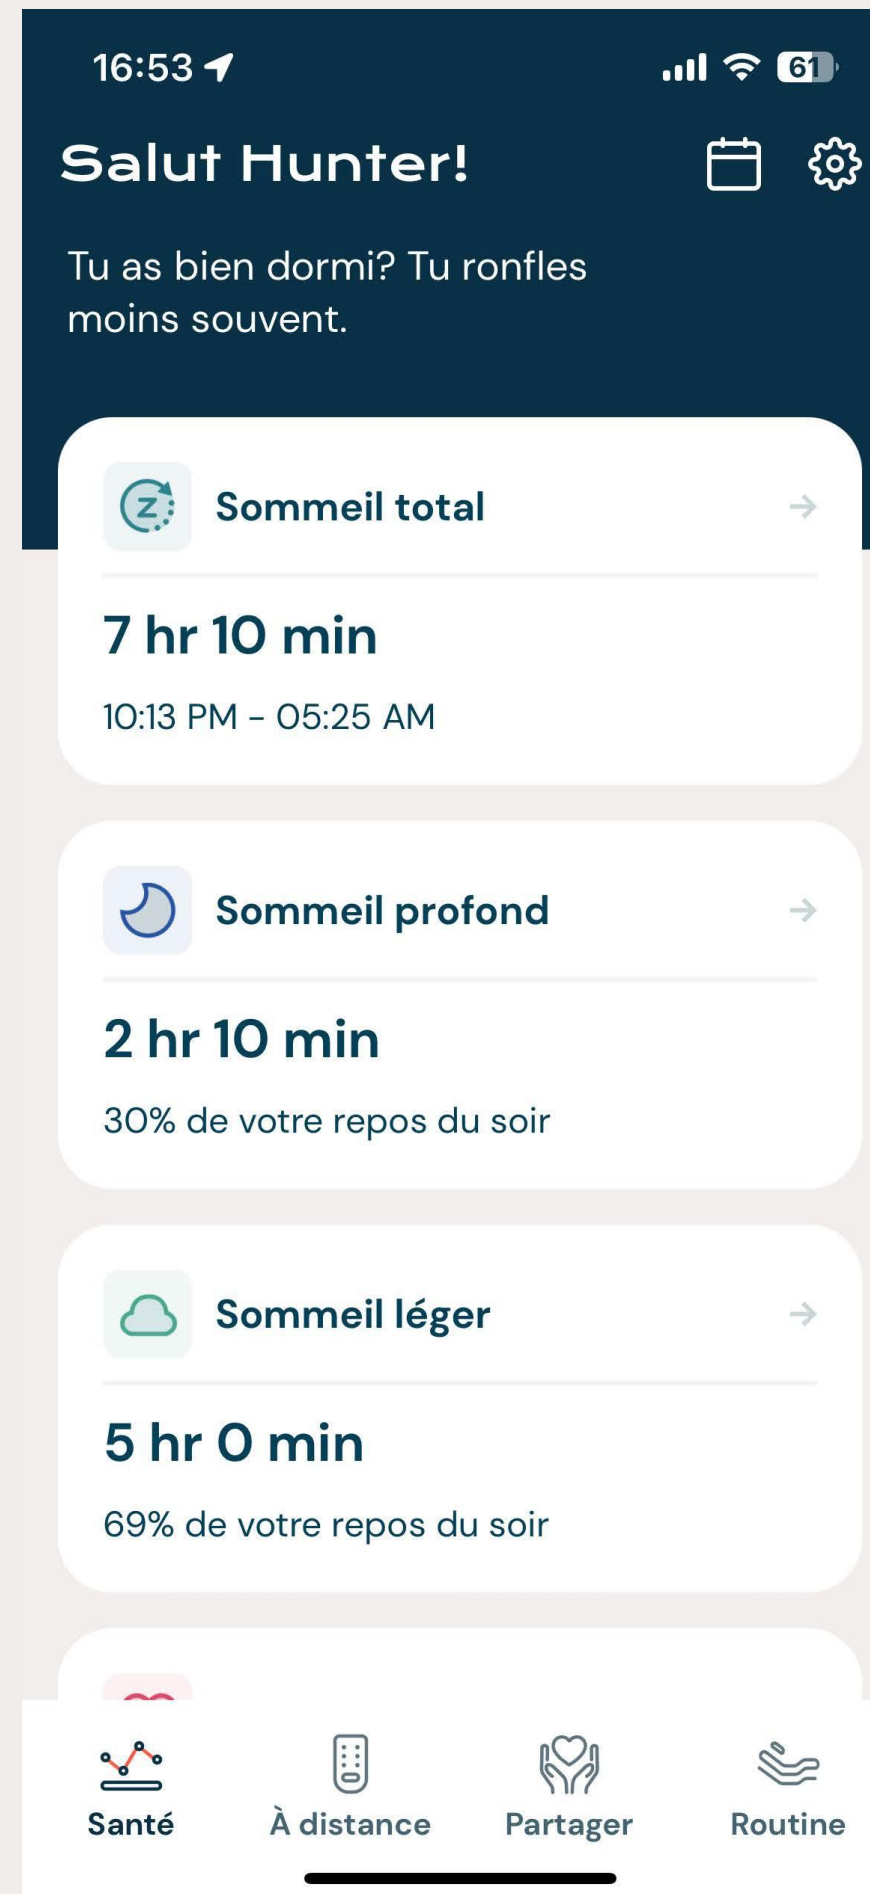 16:53
61
Salut Hunter!
Tu as bien dormi? Tu ronfles
moins souvent.
Z
Sommeil total
7 hr 10 min
10:13 PM - 05:25 AM
Sommeil profond
2 hr 10 min
30% de votre repos du soir
Sommeil léger
5 hr 0 min
69% de votre repos du soir
Santé
À distance
Partager
Routine